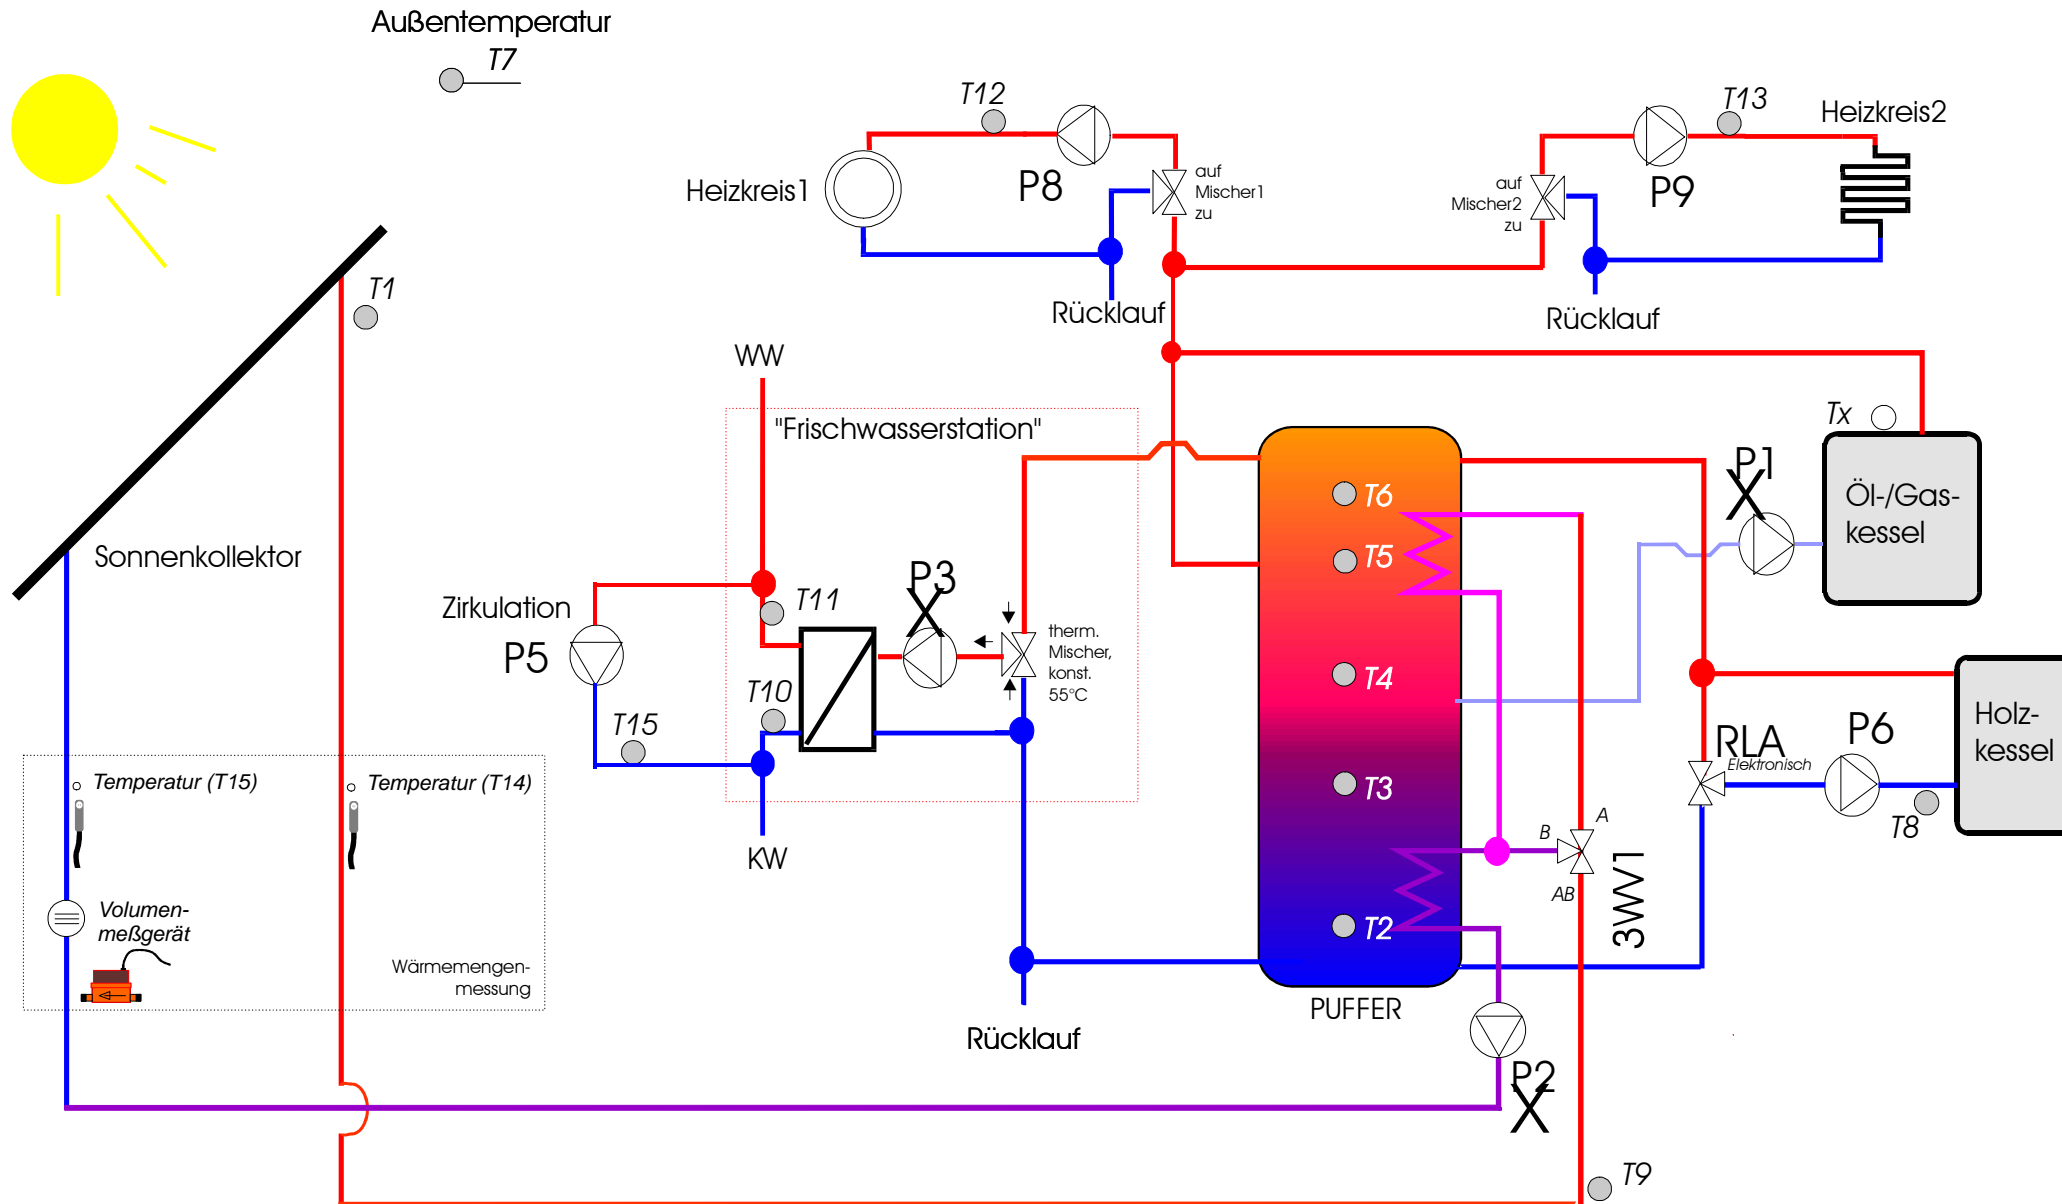 Außentemperatur
T7
T12
P8
Heizkreis1
auf
Mischer1
zu
Rücklauf
T13
Heizkreis2
P9
auf
Mischer2
zu
Rücklauf
T1
Sonnenkollektor
WW
"Frischwasserstation"
Zirkulation
P5
T11
P3
X
therm.
Mischer,
konst.
55°C
T10
T15
KW
Rücklauf
T6
T5
T4
T3
T2
PUFFER
Tx
P1
X
Öl-/Gas-
kessel
Holz-
kessel
RLA
Elektronisch
P6
T8
A
B
AB
3WV1
P2
X
T9
Temperatur (T15)
Temperatur (T14)
Volumen-
meßgerät
Wärmemengen-
messung